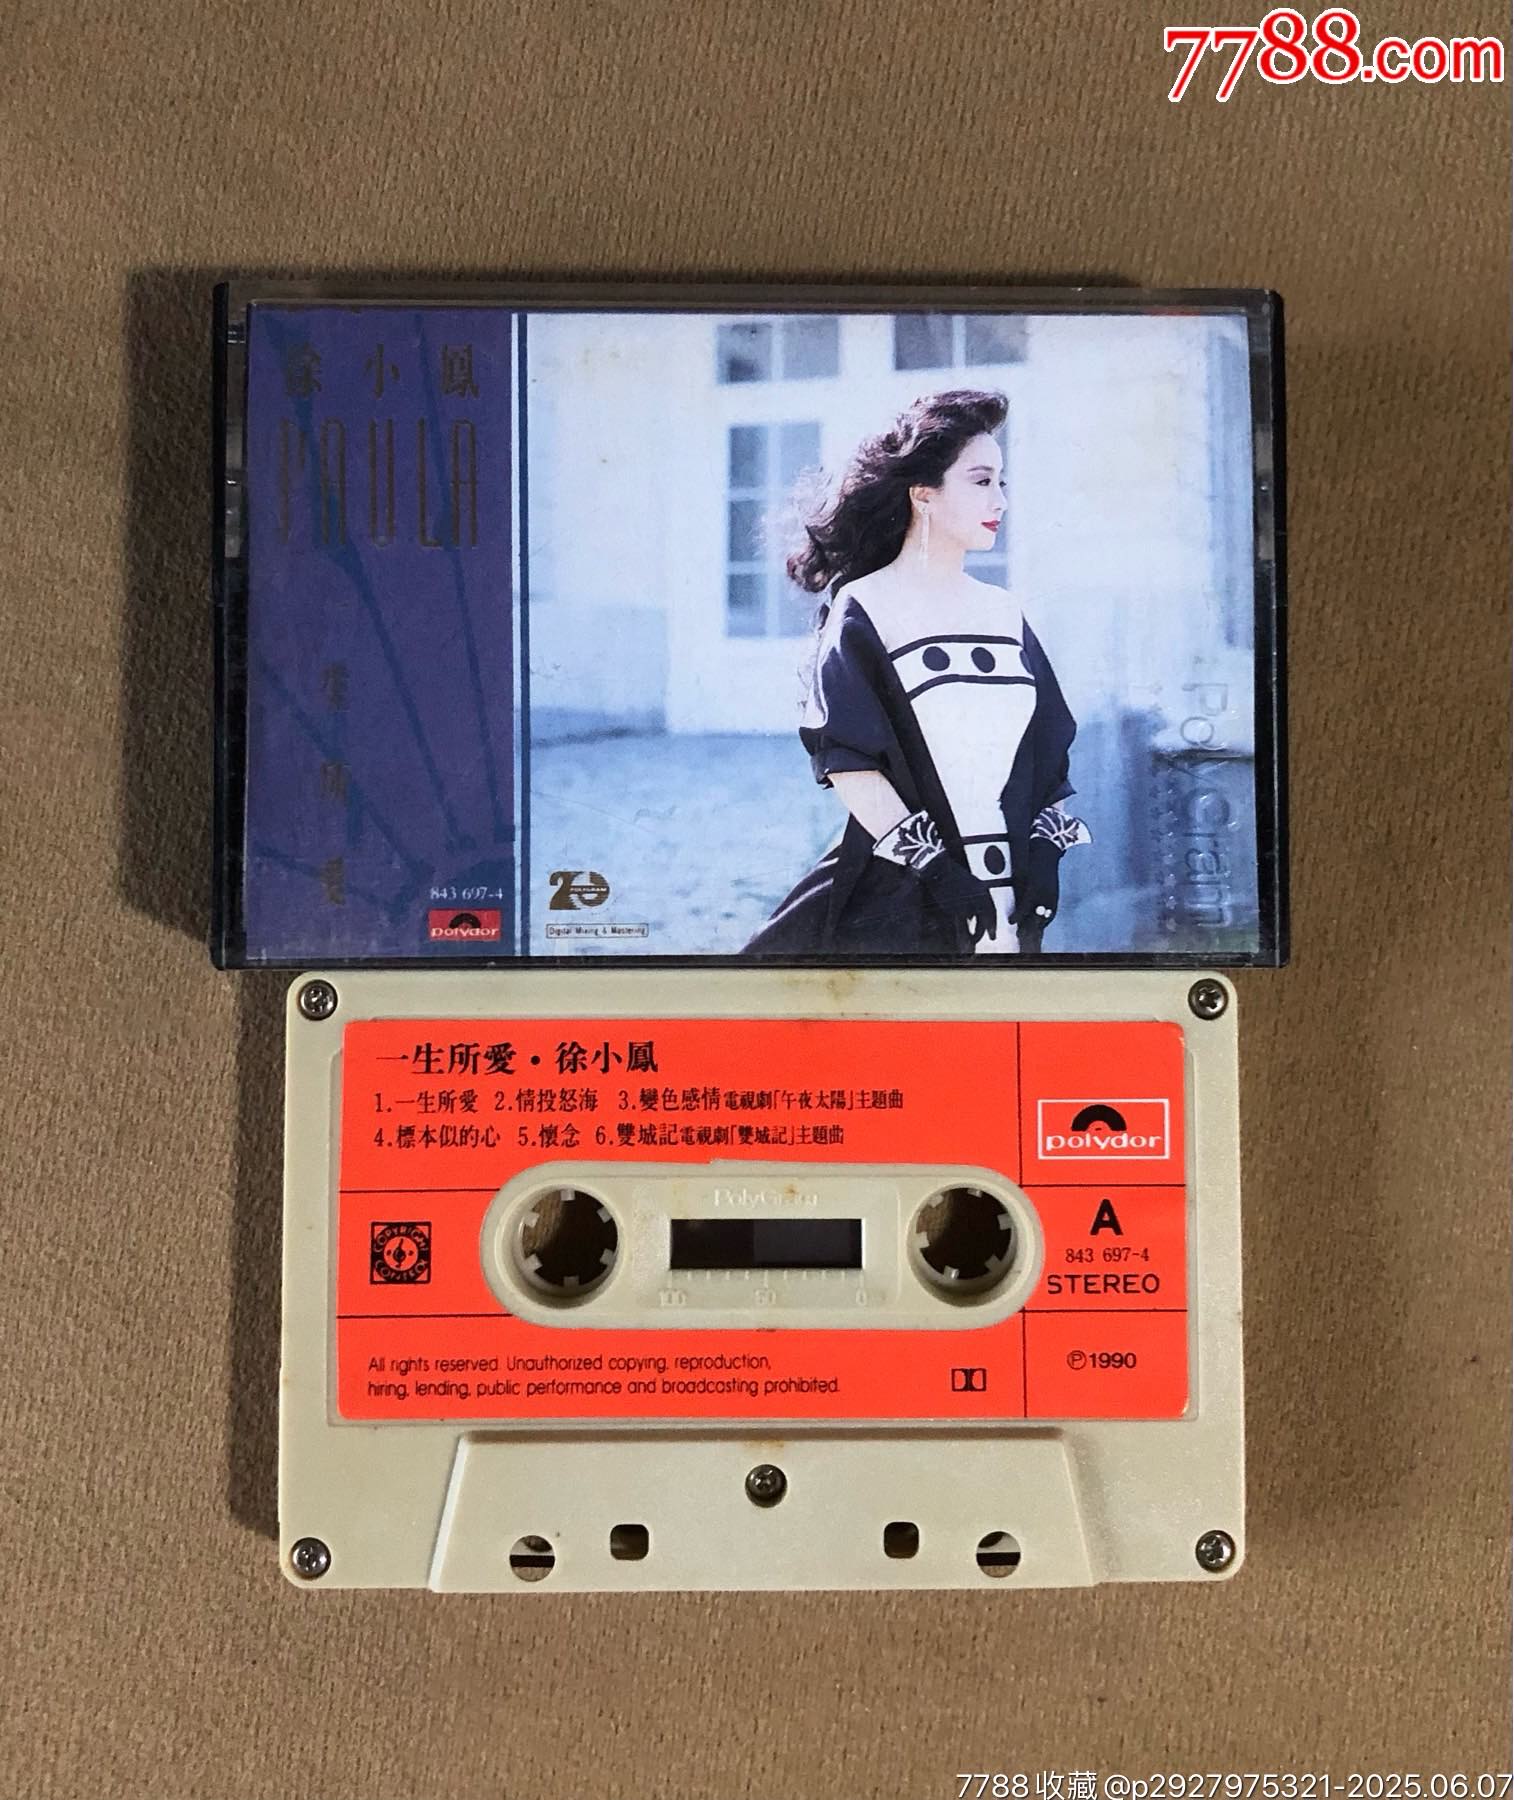 7788.com
徐小鳳
PAULA
所
愛
843 697-4
polydor
20
POLYGRAM
Digital Mixing & Mastering
PolyGram
一生所愛·徐小鳳
1.一生所愛 2.情投怒海 3.變色感情電視劇「午夜太陽」主題曲
4.標本似的心 5.懷念 6.雙城記電視劇「雙城記」主題曲
polydor
PolyGram
100 50 0
COPYRIGHT CONTROL
A
843 697-4
STEREO
All rights reserved. Unauthorized copying, reproduction,
hiring, lending, public performance and broadcasting prohibited.
℗1990
7788收藏@p2927975321-2025.06.07